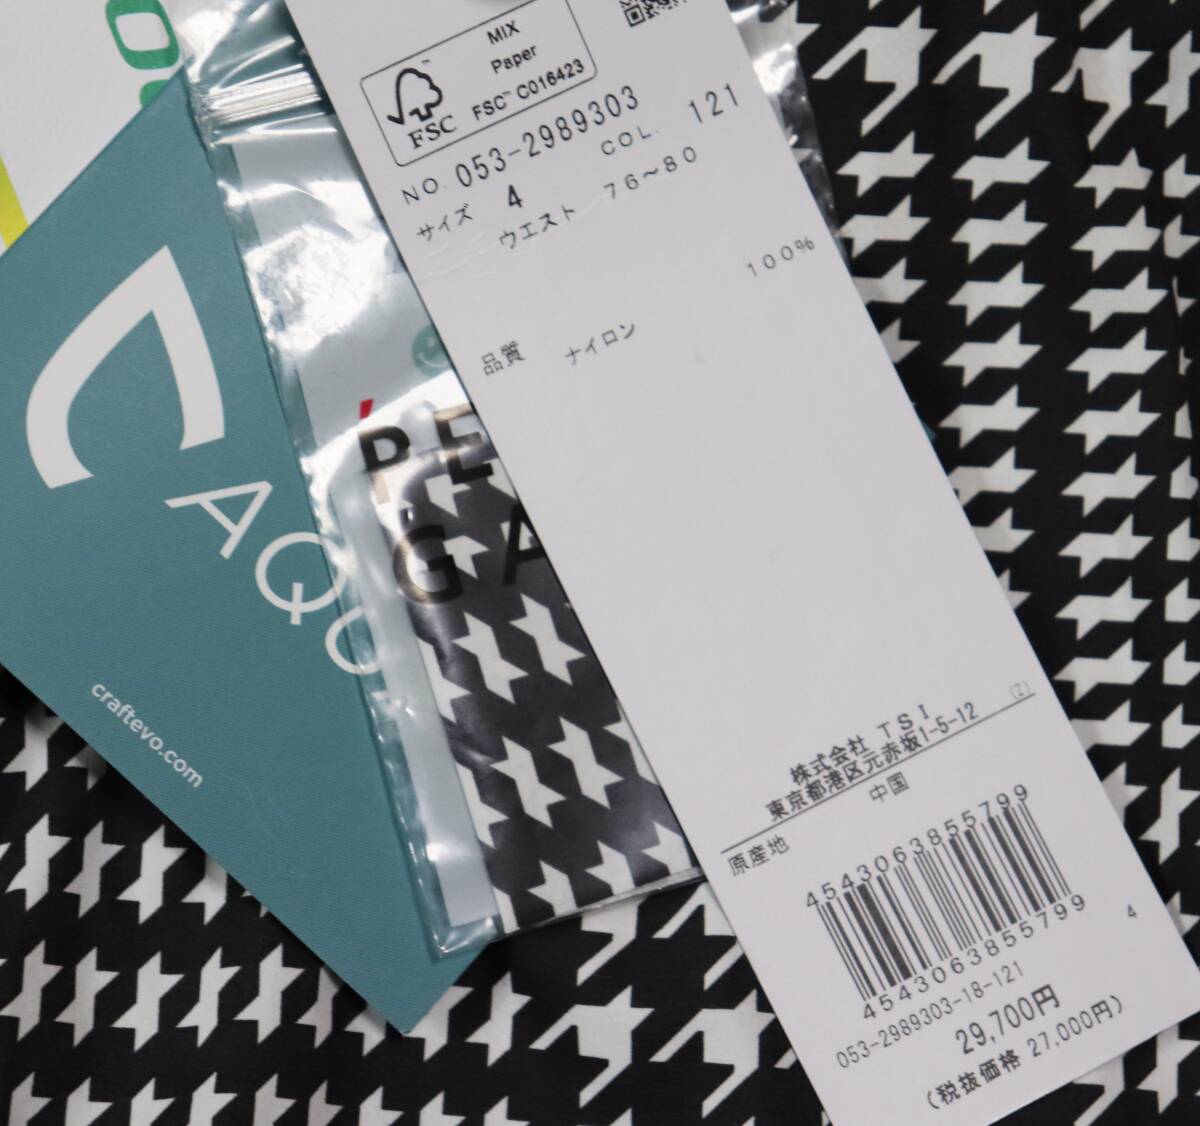 MIX
Paper
FSC™ C016423
FSC
NO. 053-2989303
COL. 121
サイズ 4
ウエスト 76～80
品質 ナイロン 100%
(Z)
株式会社 TSI
東京都港区元赤坂1-5-12
原産地 中国
4543063855799
4543063855799
4
053-2989303-18-121
29,700円
(税抜価格 27,000円)
AQU
craftevo.com
PE
GA